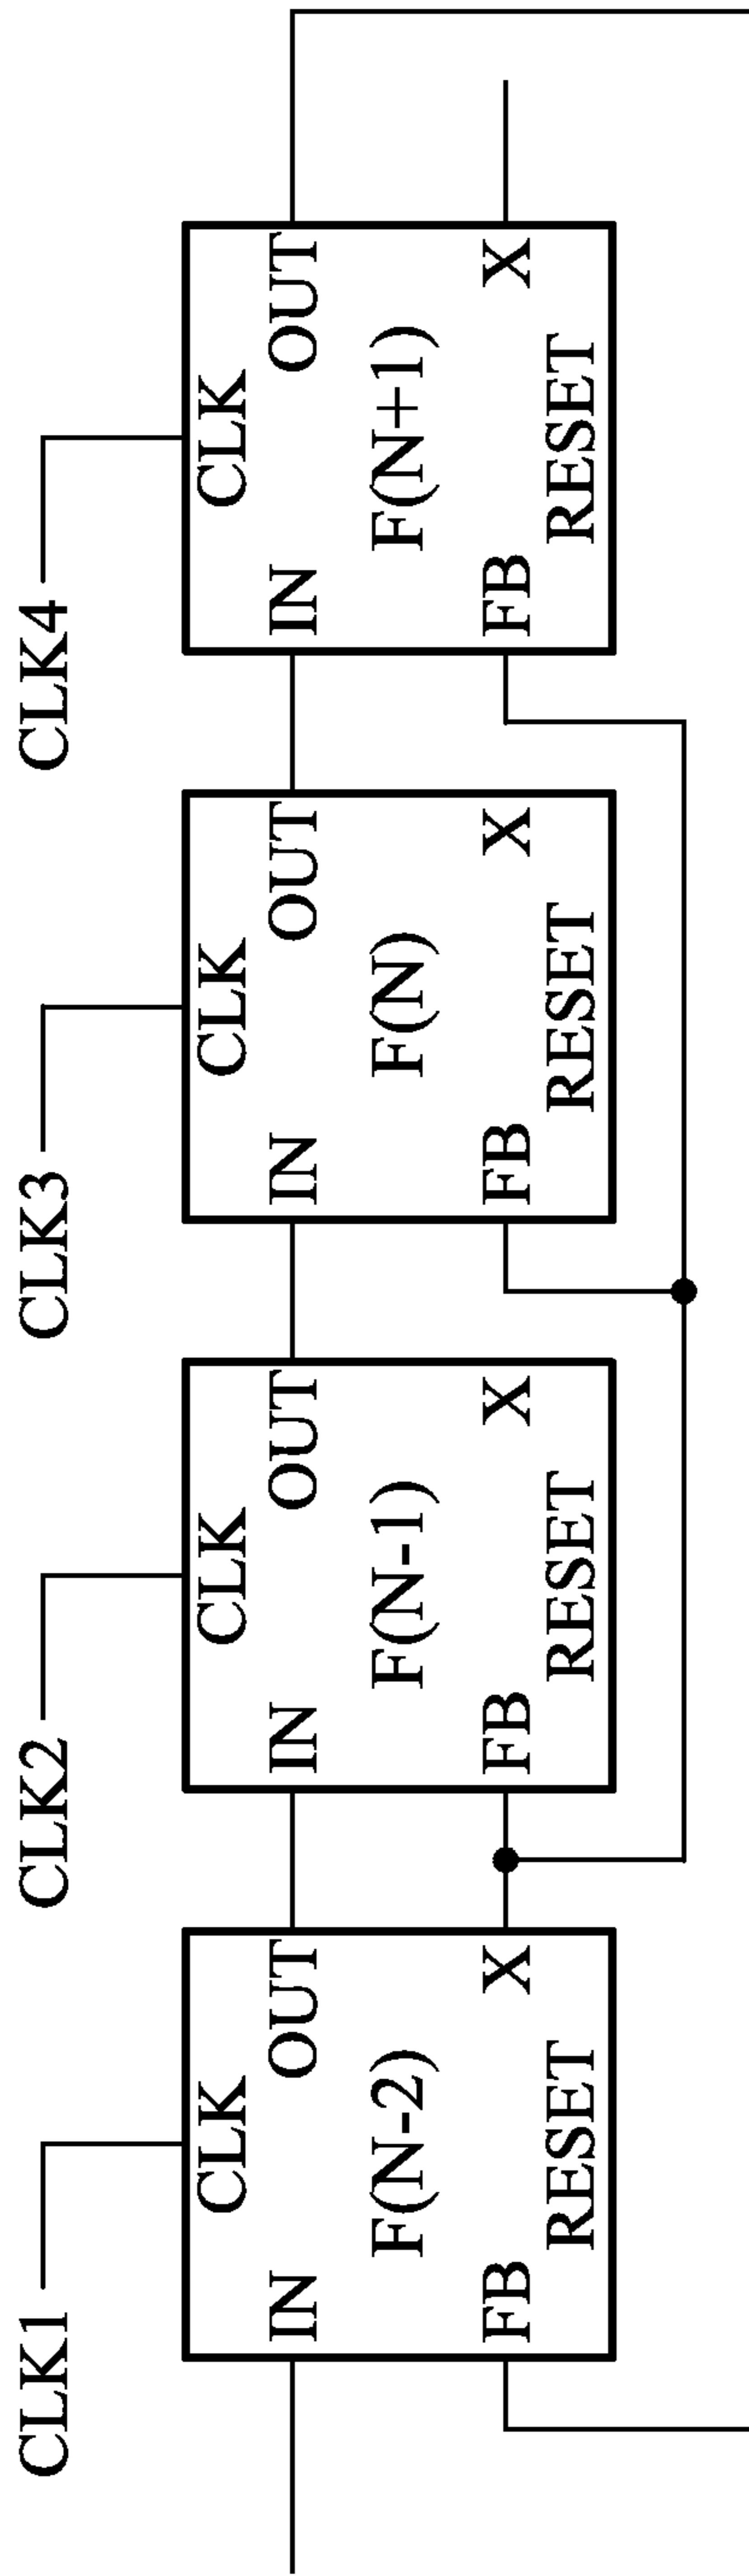 CLK1
CLK2
CLK3
CLK4
CLK
IN
OUT
F(N-2)
FB
X
RESET
CLK
IN
OUT
F(N-1)
FB
X
RESET
CLK
IN
OUT
F(N)
FB
X
RESET
CLK
IN
OUT
F(N+1)
FB
X
RESET